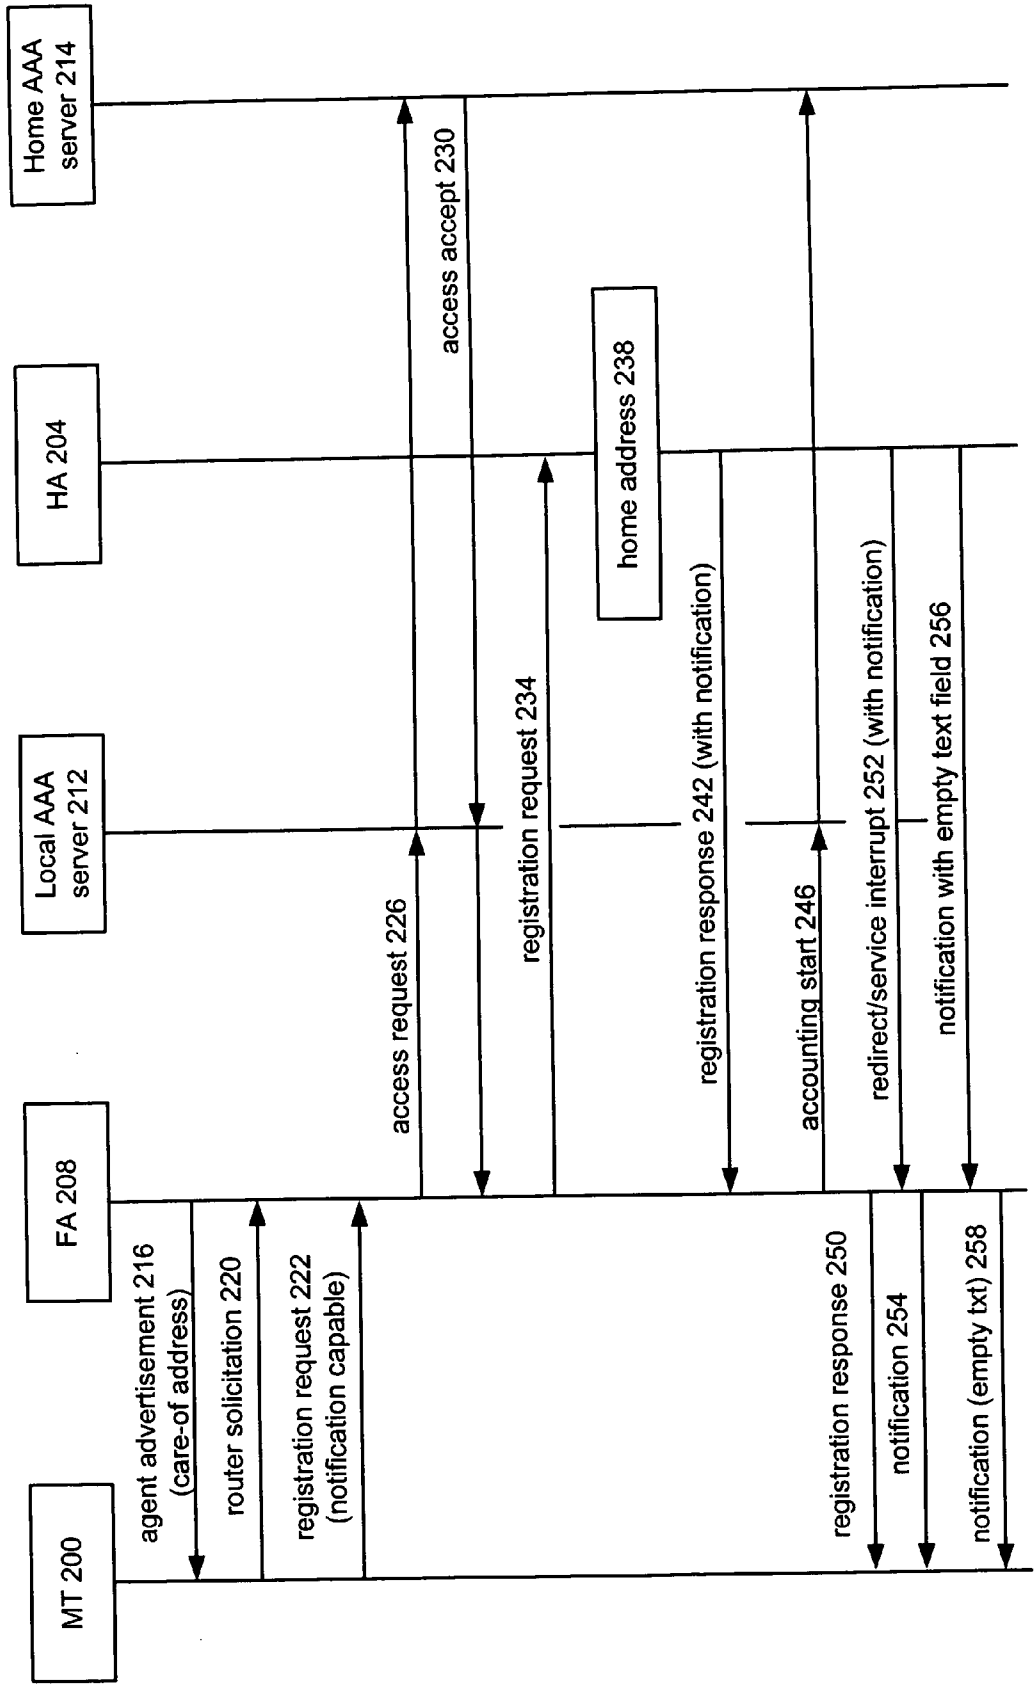 MT 200
FA 208
Local AAA
server 212
HA 204
Home AAA
server 214
agent advertisement 216
(care-of address)
router solicitation 220
registration request 222
(notification capable)
access request 226
access accept 230
registration request 234
home address 238
registration response 242 (with notification)
accounting start 246
registration response 250
redirect/service interrupt 252 (with notification)
notification 254
notification with empty text field 256
notification (empty txt) 258